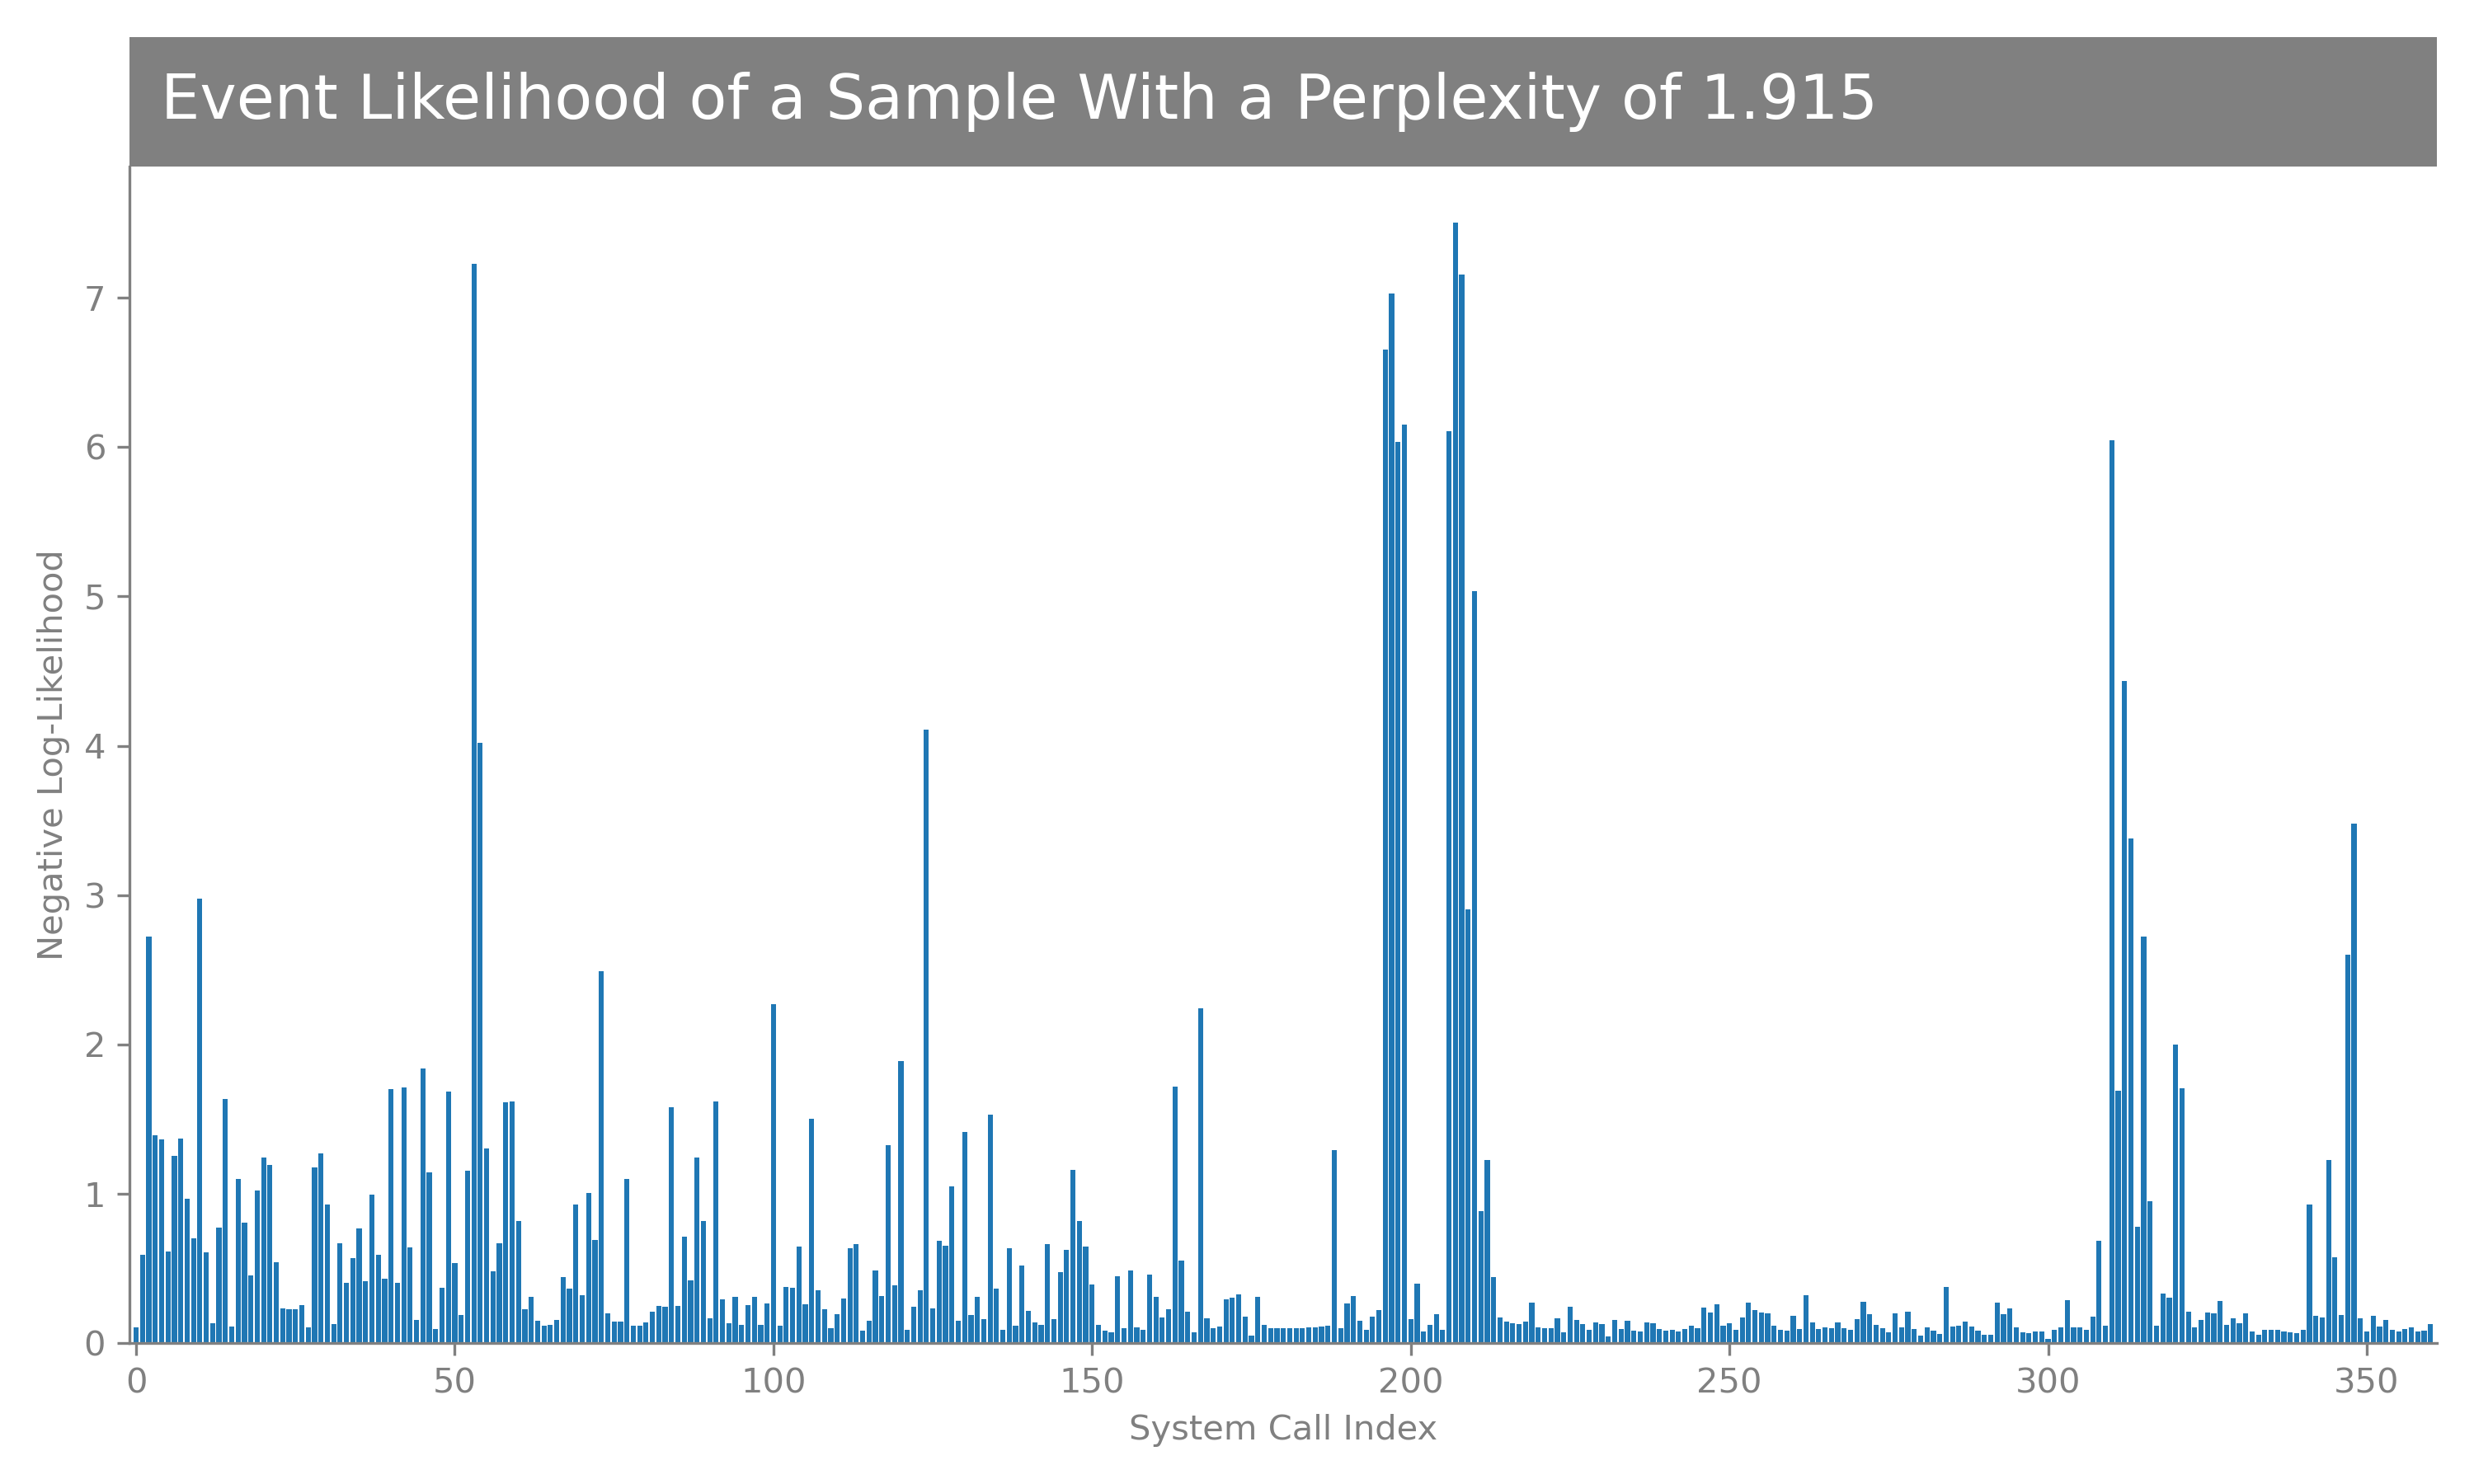 Event Likelihood of a Sample With a Perplexity of 1.915
Negative Log-Likelihood
7
6
5
4
3
2
1
0
0 50 100 150 200 250 300 350
System Call Index